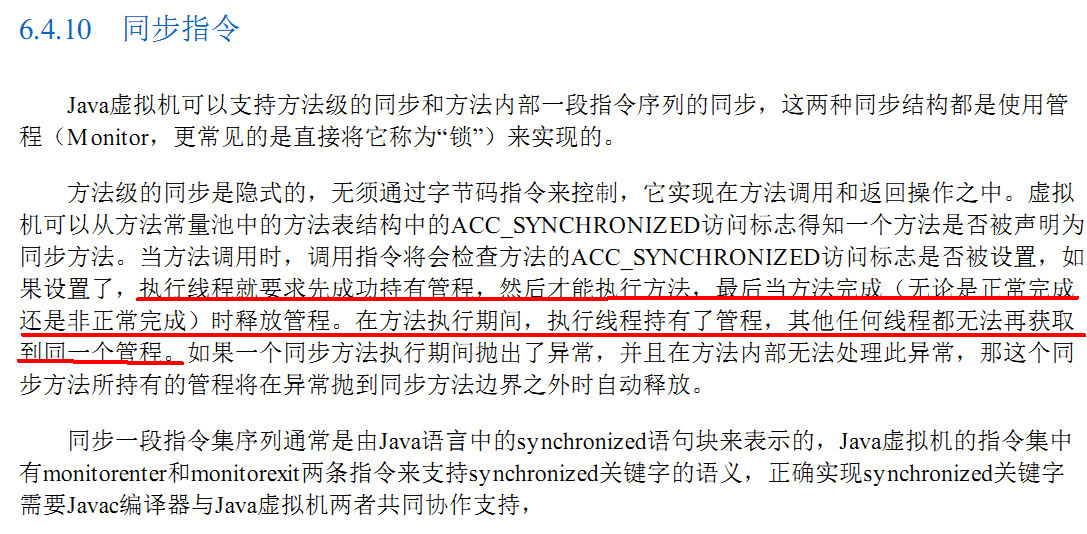 6.4.10 同步指令
Java虚拟机可以支持方法级的同步和方法内部一段指令序列的同步，这两种同步结构都是使用管
程（Monitor，更常见的是直接将它称为“锁”）来实现的。
方法级的同步是隐式的，无须通过字节码指令来控制，它实现在方法调用和返回操作之中。虚拟
机可以从方法常量池中的方法表结构中的ACC_SYNCHRONIZED访问标志得知一个方法是否被声明为
同步方法。当方法调用时，调用指令将会检查方法的ACC_SYNCHRONIZED访问标志是否被设置，如
果设置了，执行线程就要求先成功持有管程，然后才能执行方法，最后当方法完成（无论是正常完成
还是非正常完成）时释放管程。在方法执行期间，执行线程持有了管程，其他任何线程都无法再获取
到同一个管程。如果一个同步方法执行期间抛出了异常，并且在方法内部无法处理此异常，那这个同
步方法所持有的管程将在异常抛到同步方法边界之外时自动释放。
同步一段指令集序列通常是由Java语言中的synchronized语句块来表示的，Java虚拟机的指令集中
有monitorenter和monitorexit两条指令来支持synchronized关键字的语义，正确实现synchronized关键字
需要Javac编译器与Java虚拟机两者共同协作支持，